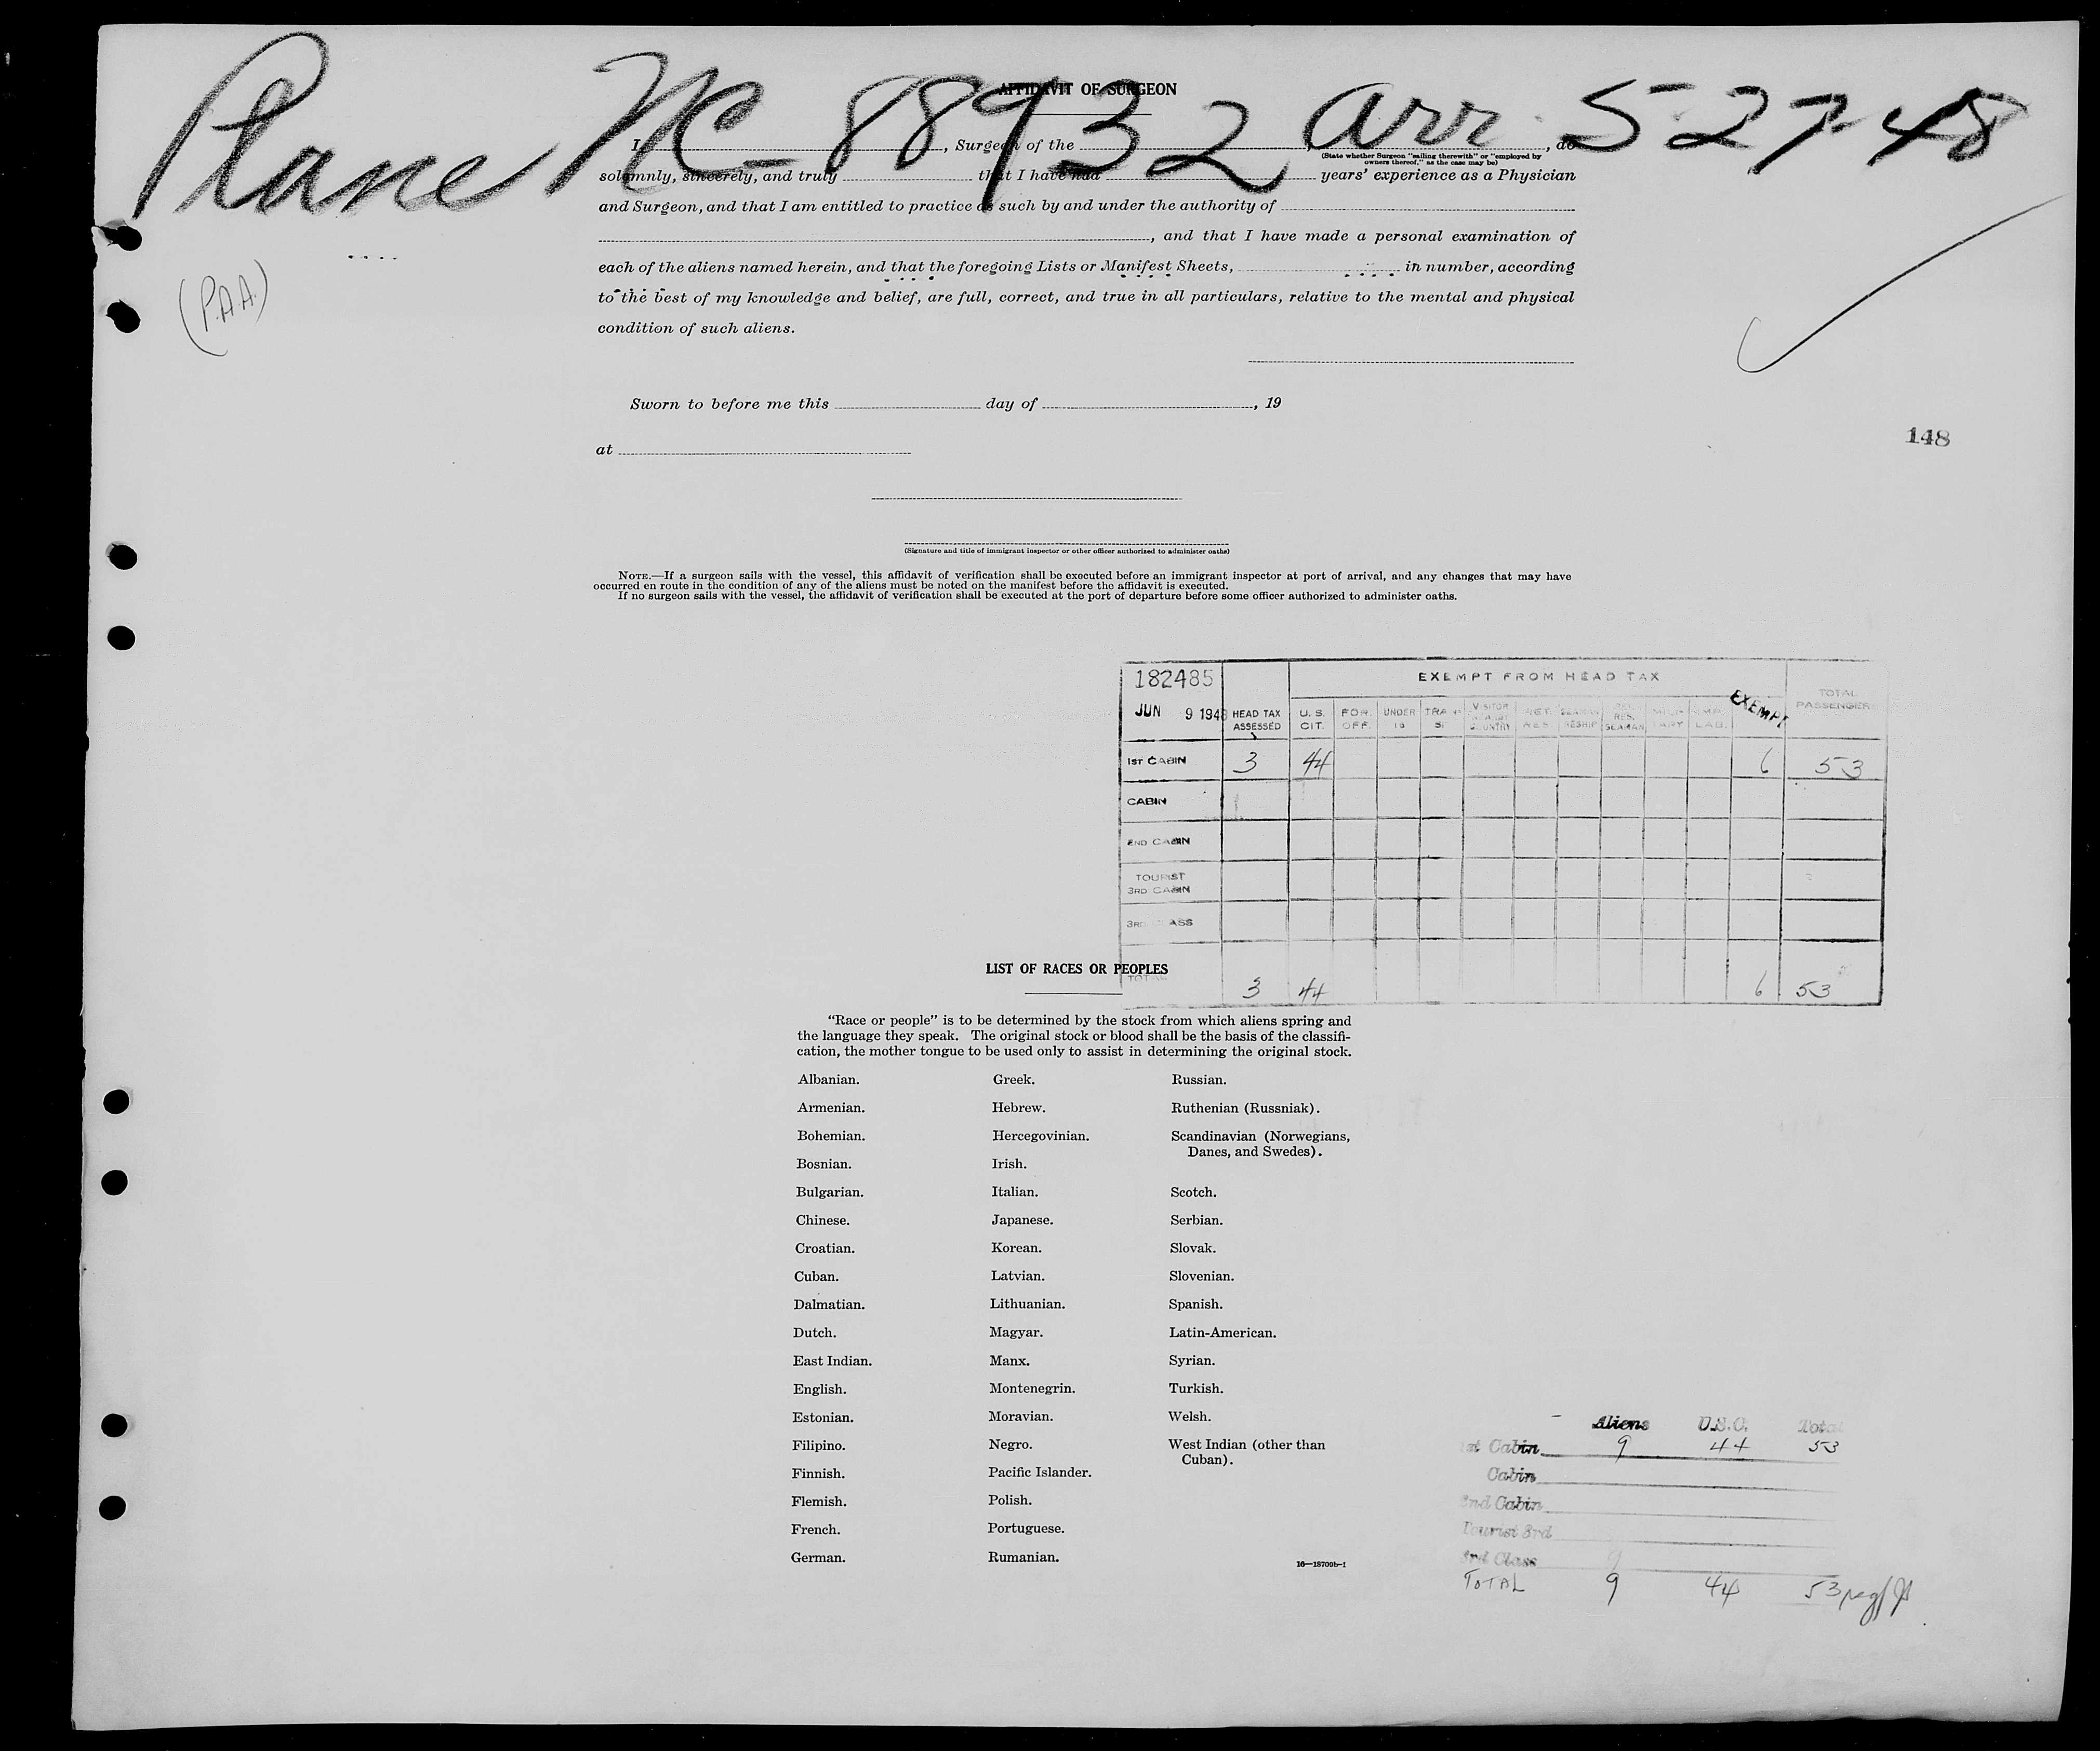 Plane NC-88932 arr. 5-27-48
AFFIDAVIT OF SURGEON
I, , Surgeon of the , , do
(State whether Surgeon "sailing therewith" or "employed by
owners thereof," as the case may be)
solemnly, sincerely, and truly that I have had years' experience as a Physician
and Surgeon, and that I am entitled to practice as such by and under the authority of
, and that I have made a personal examination of
each of the aliens named herein, and that the foregoing Lists or Manifest Sheets, in number, according
to the best of my knowledge and belief, are full, correct, and true in all particulars, relative to the mental and physical
condition of such aliens.
(P.A.A.)
Sworn to before me this day of , 19
148
at
(Signature and title of immigrant inspector or other officer authorized to administer oaths)
NOTE.—If a surgeon sails with the vessel, this affidavit of verification shall be executed before an immigrant inspector at port of arrival, and any changes that may have
occurred en route in the condition of any of the aliens must be noted on the manifest before the affidavit is executed.
If no surgeon sails with the vessel, the affidavit of verification shall be executed at the port of departure before some officer authorized to administer oaths.
182485
JUN 9 1948
HEAD TAX ASSESSED
EXEMPT FROM HEAD TAX
U. S. CIT.
FOR. OFF.
UNDER 16
EXEMPT
TOTAL PASSENGERS
1ST CABIN 3 44 6 53
CABIN
2ND CABIN
TOURIST
3RD CABIN
3RD CLASS
TOTAL 3 44 6 53
LIST OF RACES OR PEOPLES
"Race or people" is to be determined by the stock from which aliens spring and
the language they speak. The original stock or blood shall be the basis of the classifi-
cation, the mother tongue to be used only to assist in determining the original stock.
Albanian. Greek. Russian.
Armenian. Hebrew. Ruthenian (Russniak).
Bohemian. Hercegovinian. Scandinavian (Norwegians,
Danes, and Swedes).
Bosnian. Irish.
Bulgarian. Italian. Scotch.
Chinese. Japanese. Serbian.
Croatian. Korean. Slovak.
Cuban. Latvian. Slovenian.
Dalmatian. Lithuanian. Spanish.
Dutch. Magyar. Latin-American.
East Indian. Manx. Syrian.
English. Montenegrin. Turkish.
Estonian. Moravian. Welsh.
Filipino. Negro. West Indian (other than
Cuban).
Finnish. Pacific Islander.
Flemish. Polish.
French. Portuguese.
German. Rumanian.
16—18709b-1
Aliens U.S.C. Total
1st Cabin 9 44 53
Cabin
2nd Cabin
Tourist 3rd
3rd Class
TOTAL 9 44 53